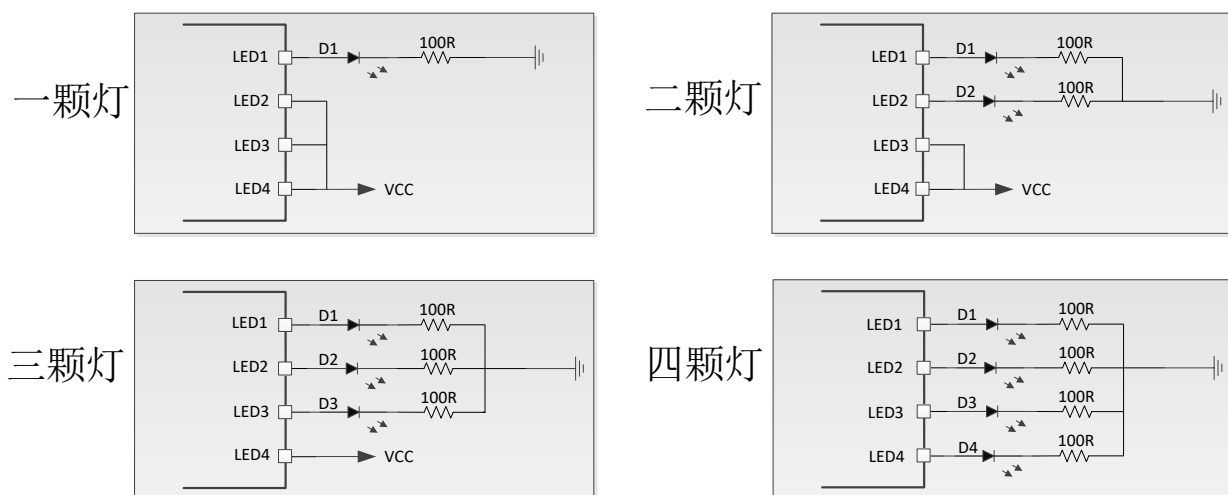 一颗灯
LED1
D1
100R
LED2
LED3
LED4
VCC
二颗灯
LED1
D1
100R
LED2
D2
100R
LED3
LED4
VCC
三颗灯
LED1
D1
100R
LED2
D2
100R
LED3
D3
100R
LED4
VCC
四颗灯
LED1
D1
100R
LED2
D2
100R
LED3
D3
100R
LED4
D4
100R